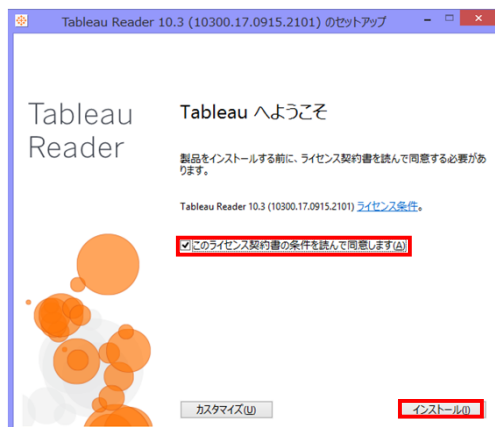 Tableau Reader 10.3 (10300.17.0915.2101) のセットアップ
Tableau
Reader
Tableau へようこそ
製品をインストールする前に、ライセンス契約書を読んで同意する必要があ
ります。
Tableau Reader 10.3 (10300.17.0915.2101) ライセンス条件。
このライセンス契約書の条件を読んで同意します(A)
カスタマイズ(U)
インストール(I)